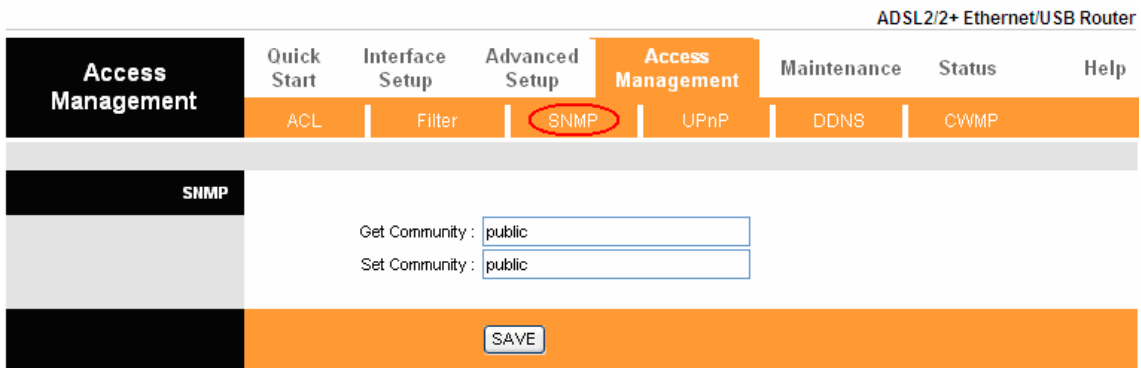 ADSL2/2+ Ethernet/USB Router
Access Management
Quick Start
Interface Setup
Advanced Setup
Access Management
Maintenance
Status
Help
ACL
Filter
SNMP
UPnP
DDNS
CWMP
SNMP
Get Community : public
Set Community : public
SAVE